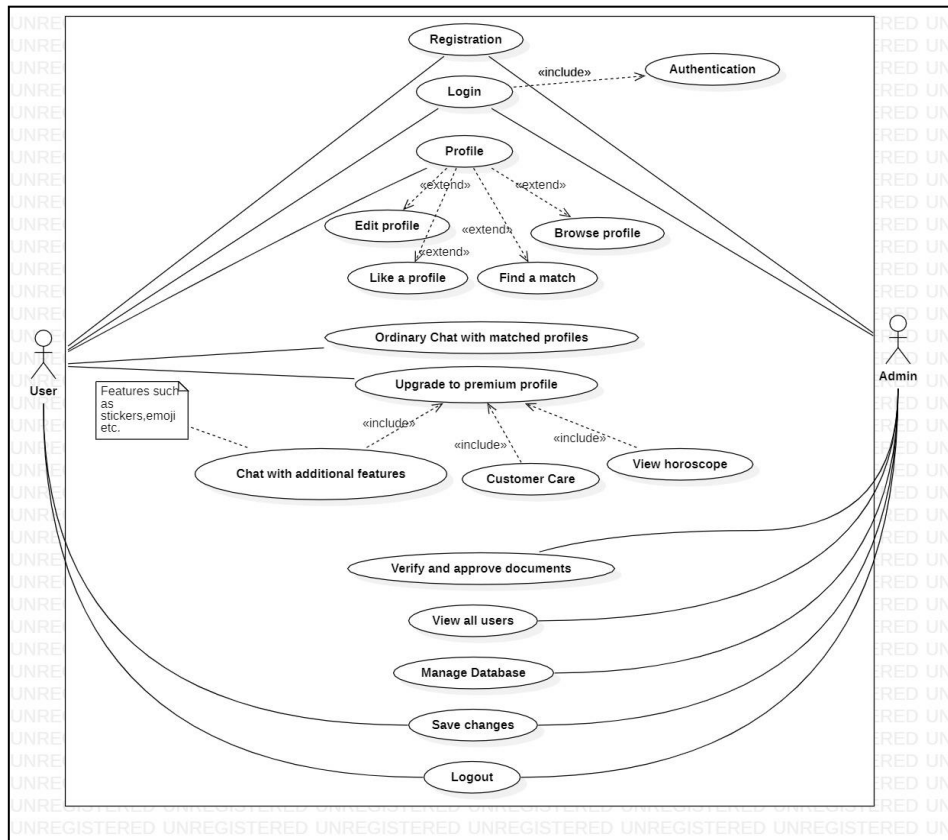 Registration
«include»
Authentication
Login
Profile
«extend»
«extend»
Edit profile
Browse profile
«extend»
«extend»
Like a profile
Find a match
Ordinary Chat with matched profiles
User
Admin
Upgrade to premium profile
Features such
as
stickers,emoji
etc.
«include»
«include»
«include»
Chat with additional features
Customer Care
View horoscope
Verify and approve documents
View all users
Manage Database
Save changes
Logout
UNREGISTERED UNREGISTERED UNREGISTERED UNREGISTERED UNREGISTERED UNREGISTERED UN